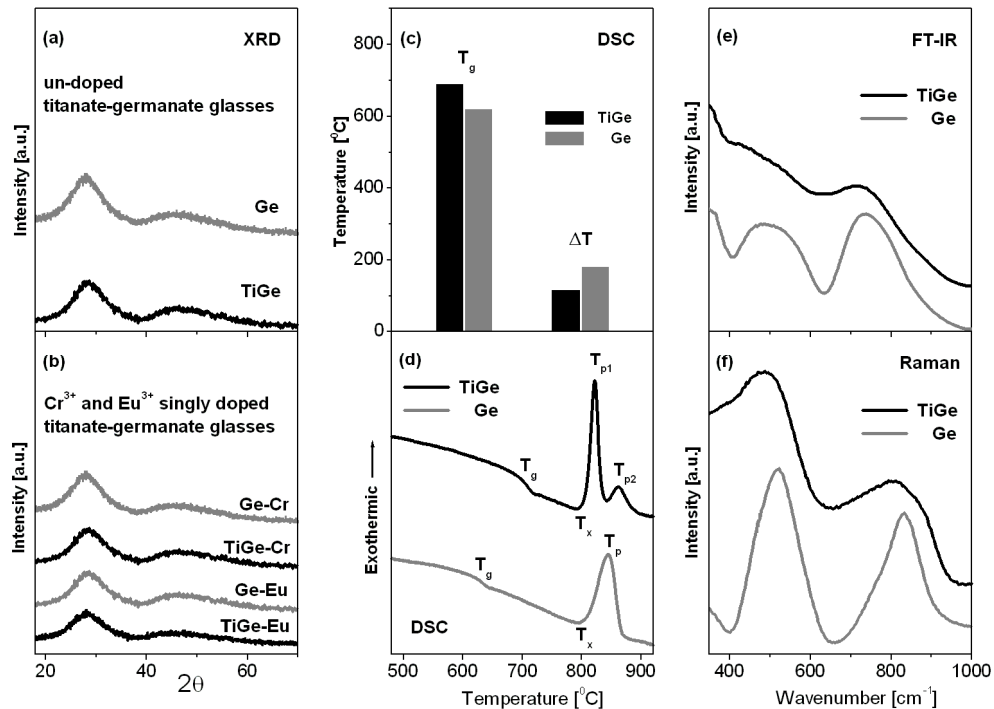 (a) XRD
un-doped
titanate-germanate glasses
Ge
TiGe
Intensity [a.u.]
(b)
Cr³⁺ and Eu³⁺ singly doped
titanate-germanate glasses
Ge-Cr
TiGe-Cr
Ge-Eu
TiGe-Eu
Intensity [a.u.]
20 40 60
2θ
(c) DSC
800
600
400
200
0
Temperature [⁰C]
Tg
TiGe
Ge
ΔT
(d)
TiGe
Ge
Tp1
Tg
Tp2
Tx
Tp
Tg
Tx
DSC
Exothermic
500 600 700 800 900
Temperature [⁰C]
(e) FT-IR
TiGe
Ge
Intensity [a.u.]
(f) Raman
TiGe
Ge
Intensity [a.u.]
400 600 800 1000
Wavenumber [cm⁻¹]